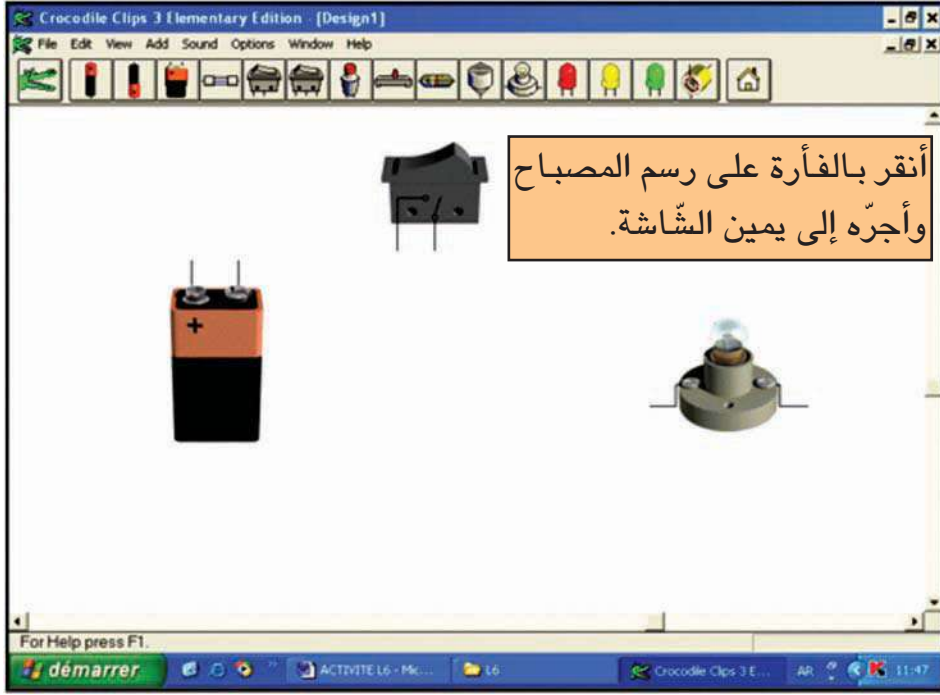 Crocodile Clips 3 Elementary Edition - [Design1]
File Edit View Add Sound Options Window Help
أنقر بالفأرة على رسم المصباح
وأجرّه إلى يمين الشّاشة.
+
For Help press F1.
démarrer
ACTIVITE L6 - Mic...
L6
Crocodile Clips 3 E...
AR
11:47